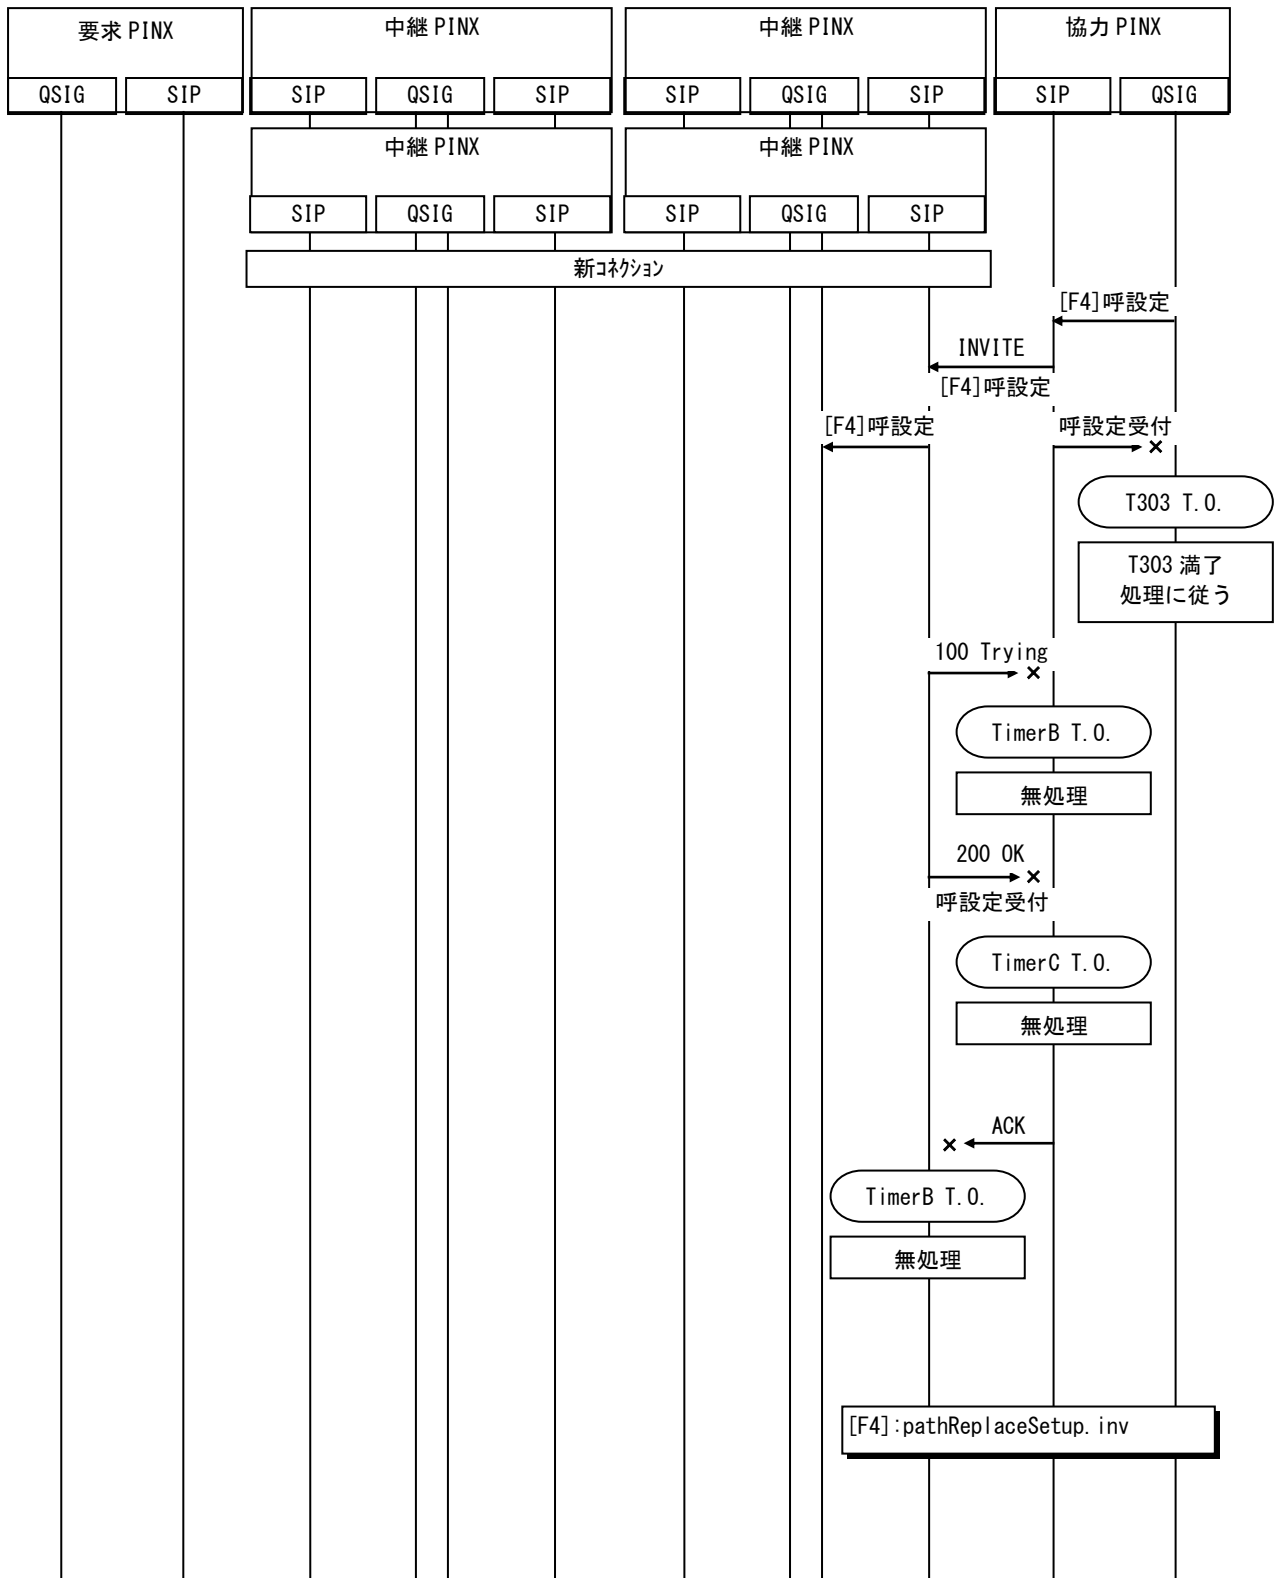 要求 PINX
中継 PINX
中継 PINX
協力 PINX
QSIG
SIP
SIP
QSIG
SIP
SIP
QSIG
SIP
SIP
QSIG
中継 PINX
中継 PINX
SIP
QSIG
SIP
SIP
QSIG
SIP
新ｺﾈｸｼｮﾝ
[F4]呼設定
INVITE
[F4]呼設定
[F4]呼設定
呼設定受付
T303 T.O.
T303 満了
処理に従う
100 Trying
TimerB T.O.
無処理
200 OK
呼設定受付
TimerC T.O.
無処理
ACK
TimerB T.O.
無処理
[F4]:pathReplaceSetup.inv